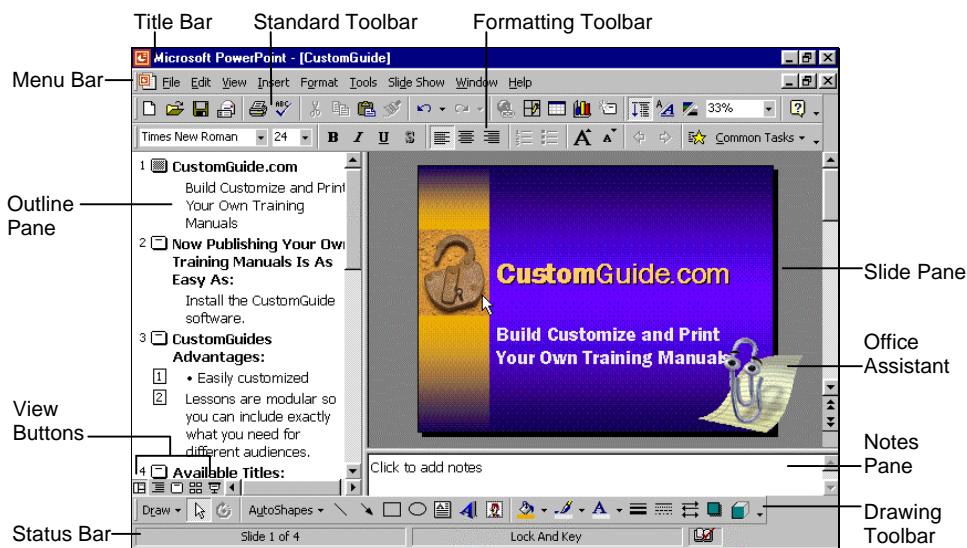 Title Bar
Standard Toolbar
Formatting Toolbar
Microsoft PowerPoint - [CustomGuide]
Menu Bar
File Edit View Insert Format Tools Slide Show Window Help
ABC
33%
Times New Roman
24
B I U S
A A
Common Tasks
Outline
Pane
1 CustomGuide.com
Build Customize and Print
Your Own Training
Manuals
2 Now Publishing Your Ow
Training Manuals Is As
Easy As:
Install the CustomGuide
software.
3 CustomGuides
Advantages:
1 • Easily customized
2 Lessons are modular so
you can include exactly
what you need for
different audiences.
4 Available Titles:
CustomGuide.com
Build Customize and Print
Your Own Training Manuals
Slide Pane
Office
Assistant
View
Buttons
Click to add notes
Notes
Pane
Draw AutoShapes
Drawing
Toolbar
Status Bar
Slide 1 of 4
Lock And Key